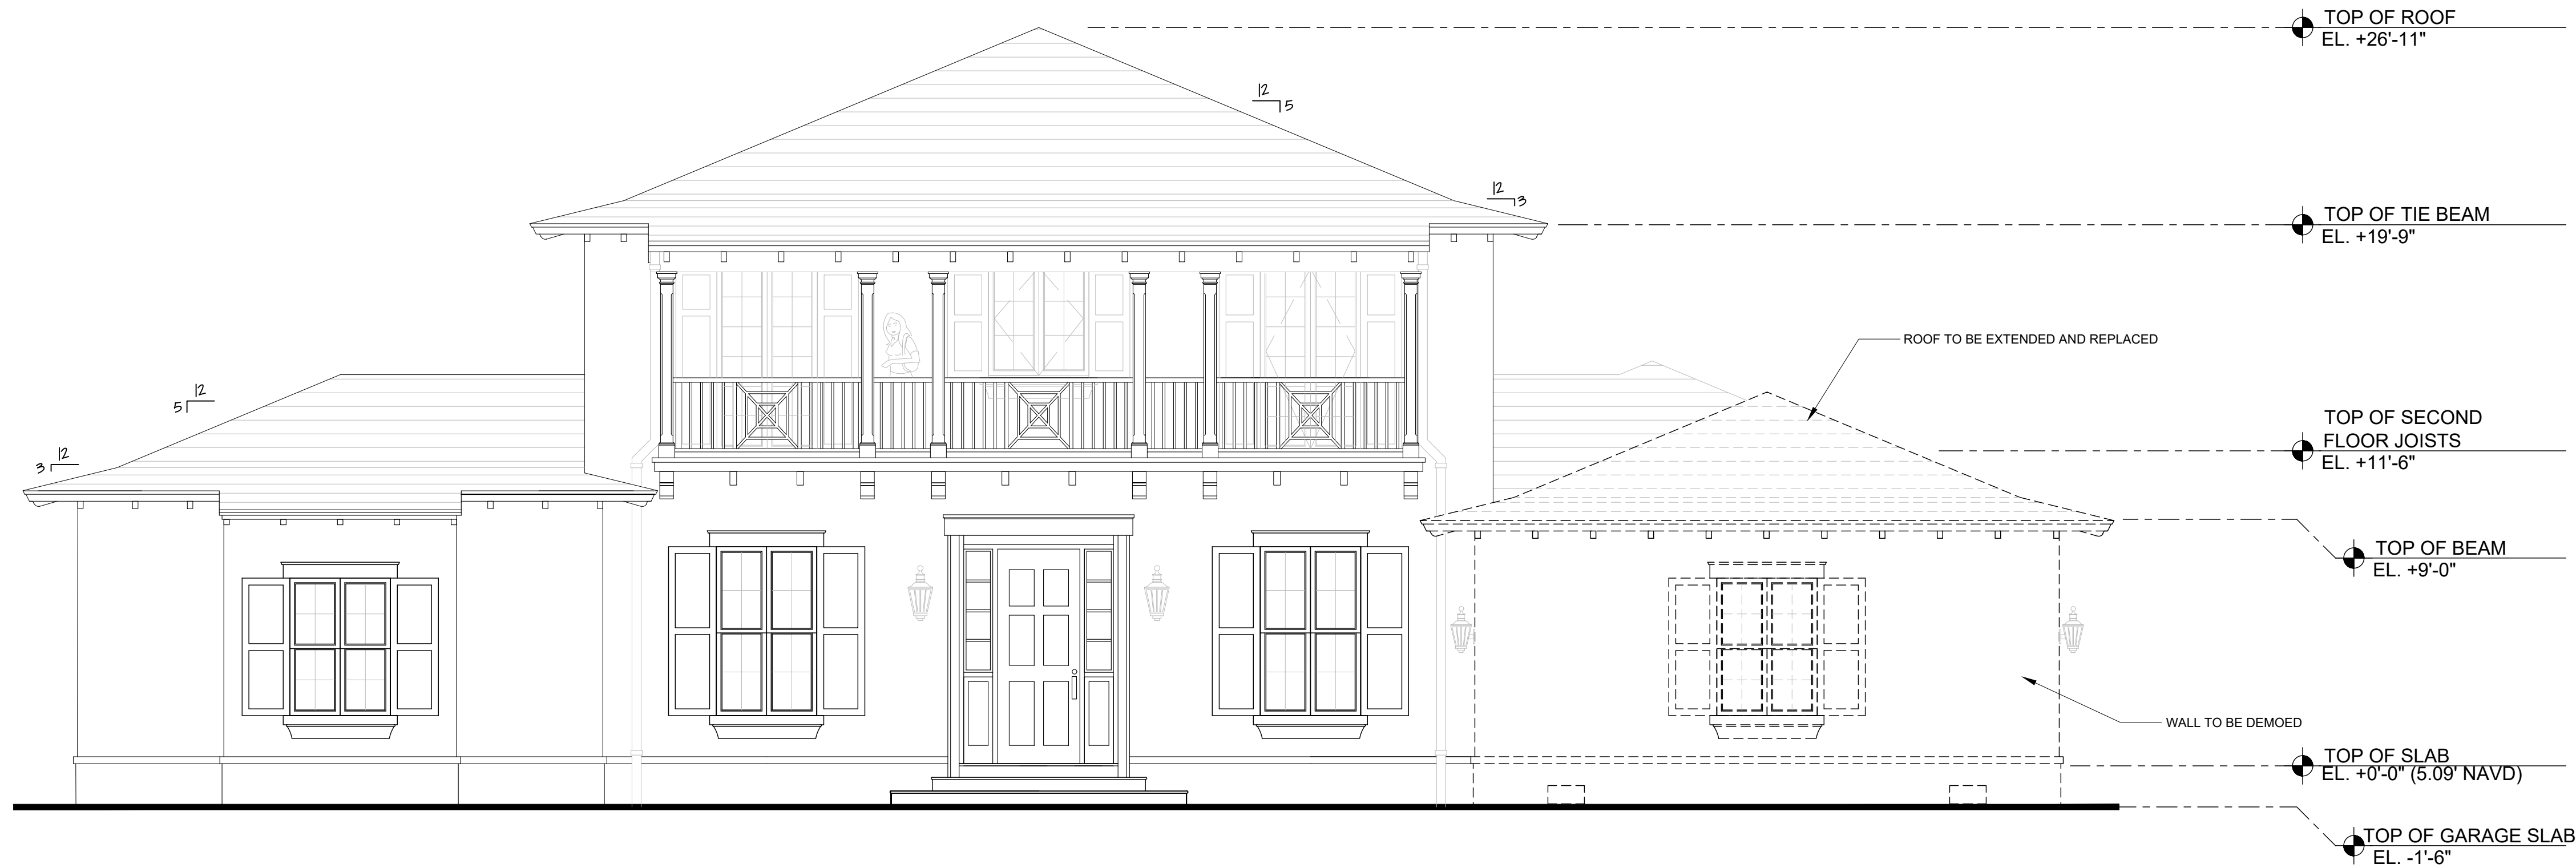 TOP OF ROOF
EL. +26'-11"
12
5
12
3
TOP OF TIE BEAM
EL. +19'-9"
ROOF TO BE EXTENDED AND REPLACED
12
5
12
3
TOP OF SECOND
FLOOR JOISTS
EL. +11'-6"
TOP OF BEAM
EL. +9'-0"
WALL TO BE DEMOED
TOP OF SLAB
EL. +0'-0" (5.09' NAVD)
TOP OF GARAGE SLAB
EL. -1'-6"